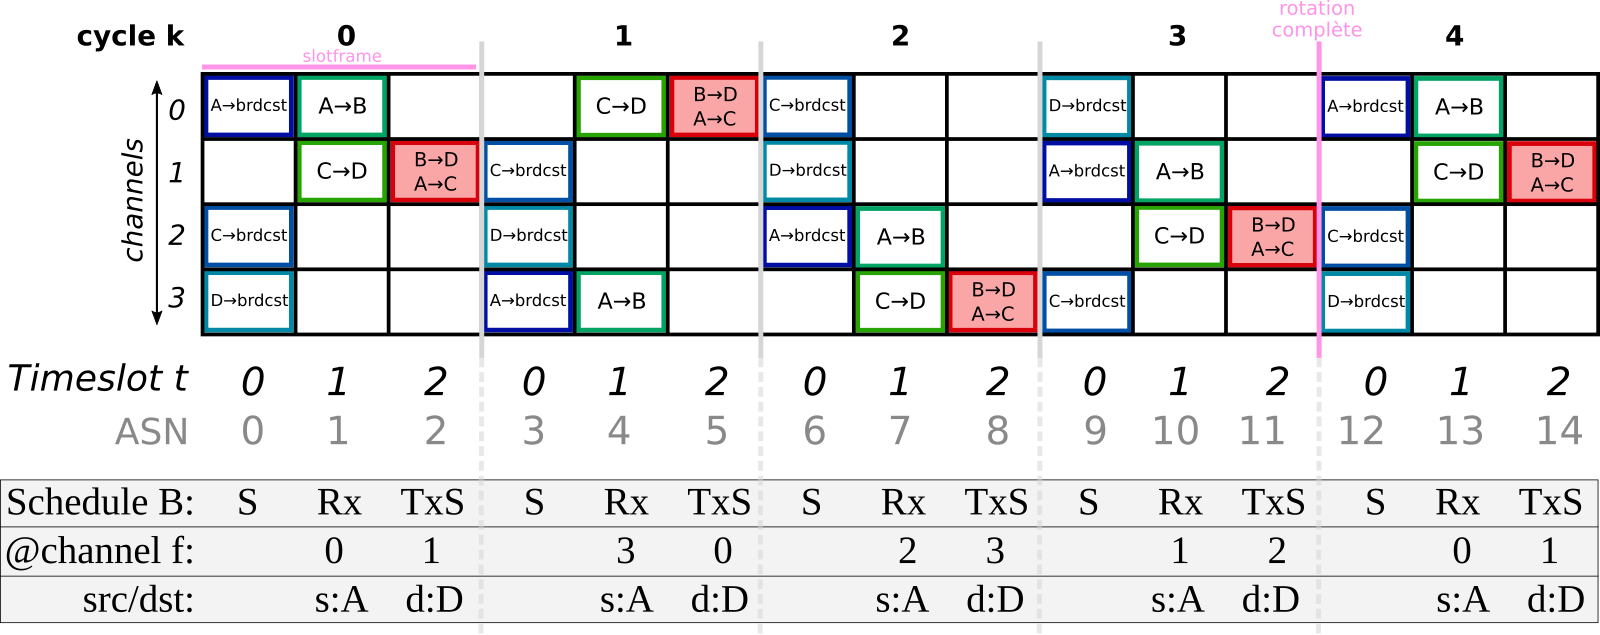 rotation
complète
cycle k 0 1 2 3 4
slotframe
channels
0 A→brdcst A→B C→D B→D A→C C→brdcst D→brdcst A→brdcst A→B
1 C→D B→D A→C C→brdcst D→brdcst A→brdcst A→B C→D B→D A→C
2 C→brdcst D→brdcst A→brdcst A→B C→D B→D A→C C→brdcst
3 D→brdcst A→brdcst A→B C→D B→D A→C C→brdcst D→brdcst
Timeslot t 0 1 2 0 1 2 0 1 2 0 1 2 0 1 2
ASN 0 1 2 3 4 5 6 7 8 9 10 11 12 13 14
Schedule B: S Rx TxS S Rx TxS S Rx TxS S Rx TxS S Rx TxS
@channel f: 0 1 3 0 2 3 1 2 0 1
src/dst: s:A d:D s:A d:D s:A d:D s:A d:D s:A d:D